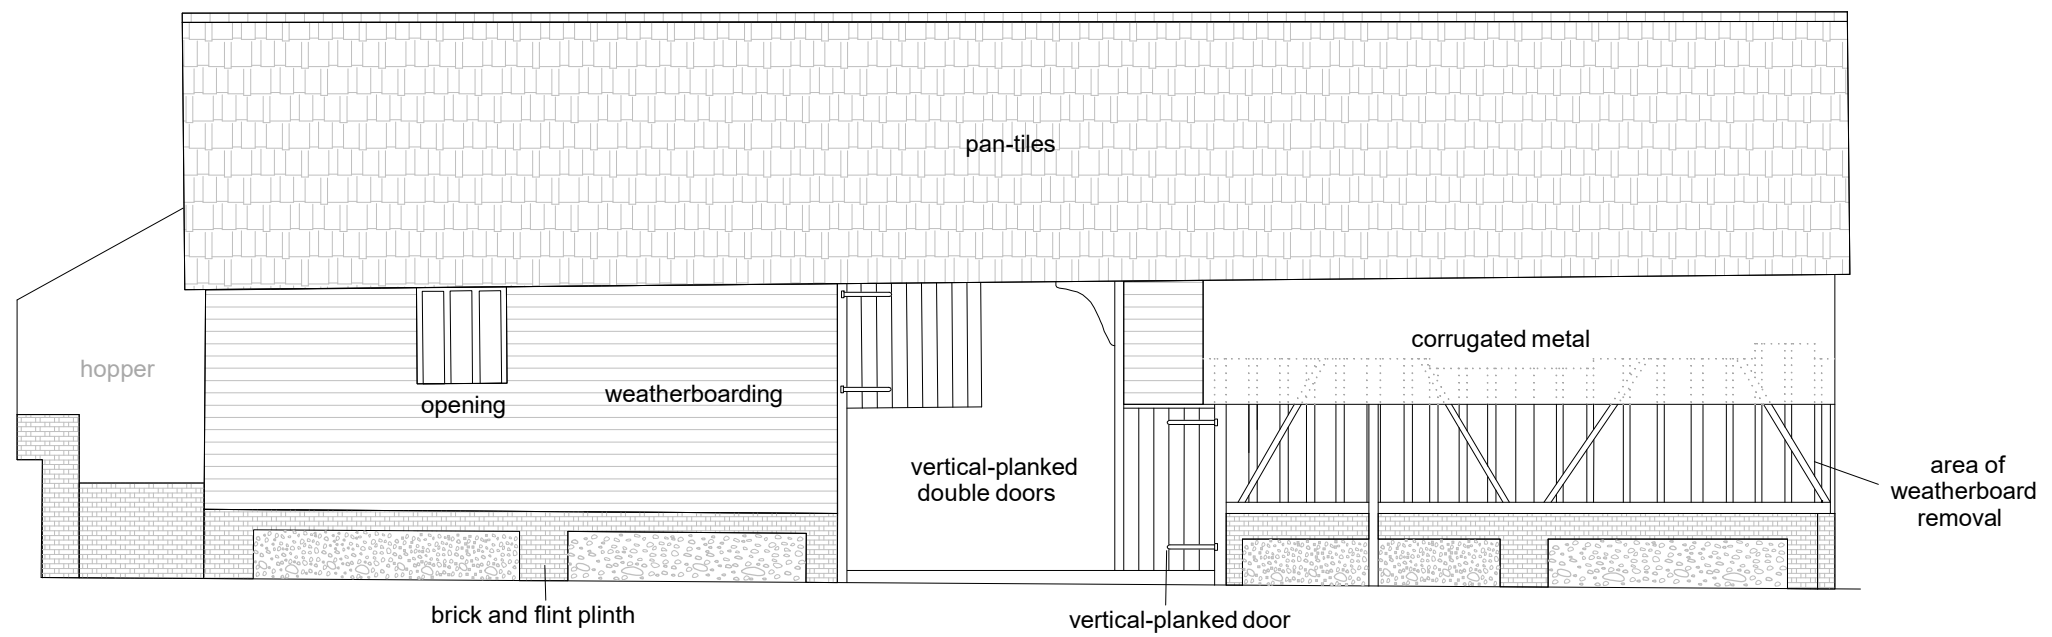 pan-tiles
corrugated metal
hopper
weatherboarding
opening
vertical-planked
double doors
area of
weatherboard
removal
brick and flint plinth
vertical-planked door